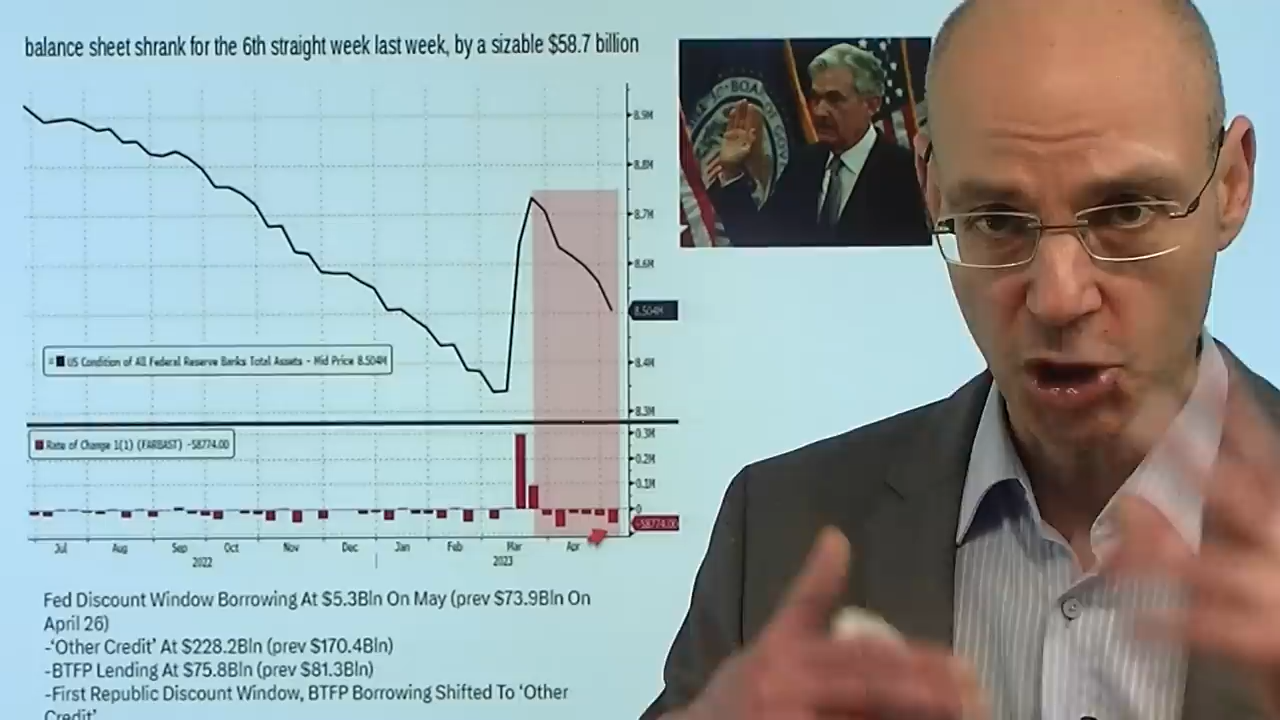 balance sheet shrank for the 6th straight week last week, by a sizable $58.7 billion
BOARD OF GOV
8.9M
8.8M
8.7M
8.6M
8.504M
US Condition of All Federal Reserve Banks Total Assets - Mid Price 8.504M
8.4M
8.3M
Rate of Change 1(1) (FARBAST) -58774.00
0.3M
0.2M
0.1M
0
-58774.00
Jul Aug Sep Oct Nov Dec Jan Feb Mar Apr
2022 2023
Fed Discount Window Borrowing At $5.3Bln On May (prev $73.9Bln On
April 26)
-'Other Credit' At $228.2Bln (prev $170.4Bln)
-BTFP Lending At $75.8Bln (prev $81.3Bln)
-First Republic Discount Window, BTFP Borrowing Shifted To 'Other
Credit'